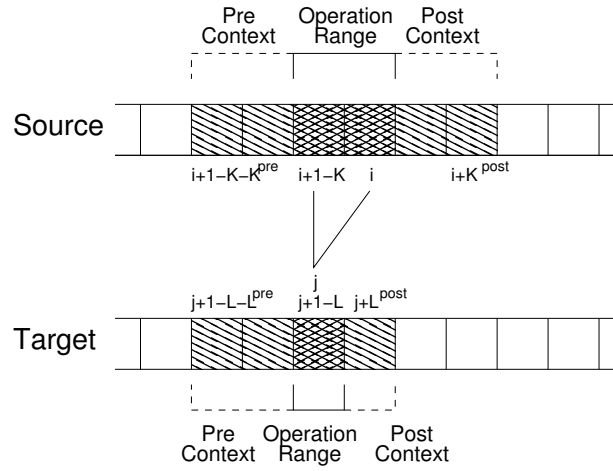 Pre Operation Post
Context Range Context
Source
i+1−K−K^pre i+1−K i i+K^post
j
j+1−L−L^pre j+1−L j+L^post
Target
Pre Operation Post
Context Range Context